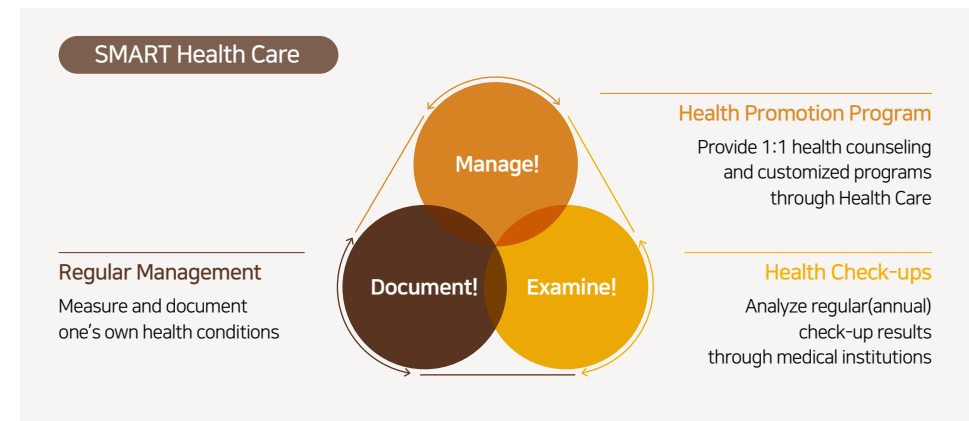 SMART Health Care
Manage!
Health Promotion Program
Provide 1:1 health counseling
and customized programs
through Health Care
Regular Management
Measure and document
one's own health conditions
Document!
Examine!
Health Check-ups
Analyze regular(annual)
check-up results
through medical institutions